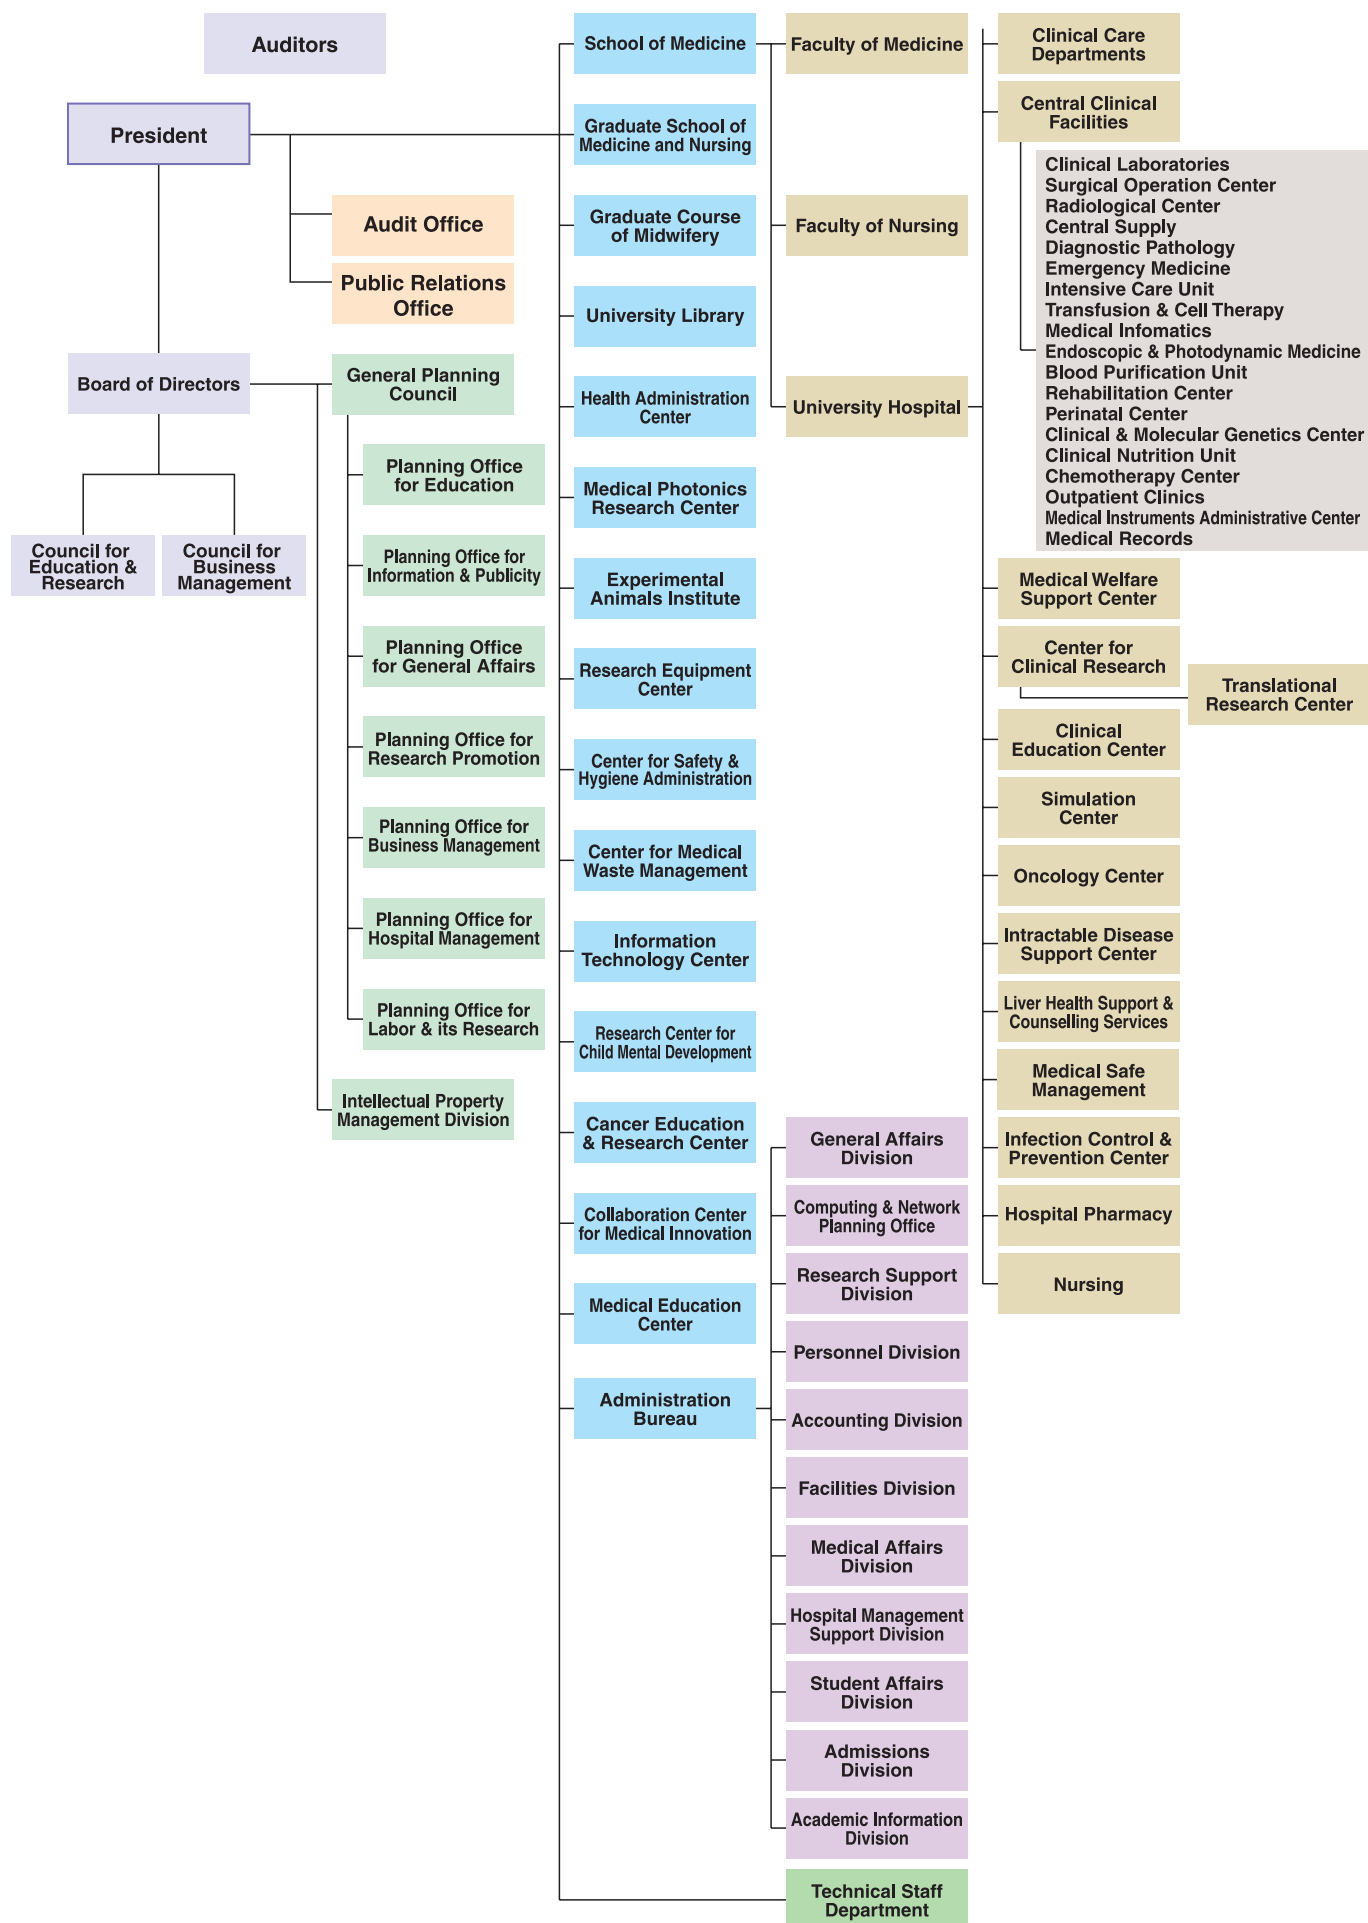 Auditors
President
Audit Office
Public Relations
Office
Board of Directors
Council for
Education &
Research
Council for
Business
Management
General Planning
Council
Planning Office
for Education
Planning Office for
Information & Publicity
Planning Office
for General Affairs
Planning Office for
Research Promotion
Planning Office for
Business Management
Planning Office for
Hospital Management
Planning Office for
Labor & its Research
Intellectual Property
Management Division
School of Medicine
Graduate School of
Medicine and Nursing
Graduate Course
of Midwifery
University Library
Health Administration
Center
Medical Photonics
Research Center
Experimental
Animals Institute
Research Equipment
Center
Center for Safety &
Hygiene Administration
Center for Medical
Waste Management
Information
Technology Center
Research Center for
Child Mental Development
Cancer Education
& Research Center
Collaboration Center
for Medical Innovation
Medical Education
Center
Administration
Bureau
Faculty of Medicine
Faculty of Nursing
University Hospital
General Affairs
Division
Computing & Network
Planning Office
Research Support
Division
Personnel Division
Accounting Division
Facilities Division
Medical Affairs
Division
Hospital Management
Support Division
Student Affairs
Division
Admissions
Division
Academic Information
Division
Technical Staff
Department
Clinical Care
Departments
Central Clinical
Facilities
Clinical Laboratories
Surgical Operation Center
Radiological Center
Central Supply
Diagnostic Pathology
Emergency Medicine
Intensive Care Unit
Transfusion & Cell Therapy
Medical Infomatics
Endoscopic & Photodynamic Medicine
Blood Purification Unit
Rehabilitation Center
Perinatal Center
Clinical & Molecular Genetics Center
Clinical Nutrition Unit
Chemotherapy Center
Outpatient Clinics
Medical Instruments Administrative Center
Medical Records
Medical Welfare
Support Center
Center for
Clinical Research
Translational
Research Center
Clinical
Education Center
Simulation
Center
Oncology Center
Intractable Disease
Support Center
Liver Health Support &
Counselling Services
Medical Safe
Management
Infection Control &
Prevention Center
Hospital Pharmacy
Nursing